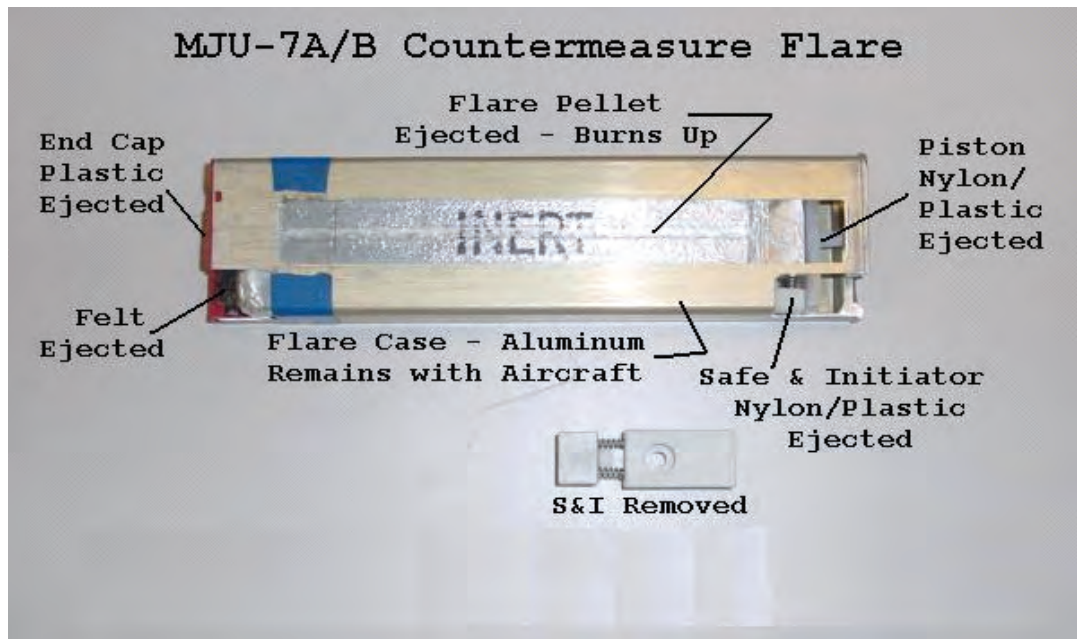 MJU-7A/B Countermeasure Flare
Flare Pellet
Ejected - Burns Up
End Cap
Plastic
Ejected
Piston
Nylon/
Plastic
Ejected
INERT
Felt
Ejected
Flare Case - Aluminum
Remains with Aircraft
Safe & Initiator
Nylon/Plastic
Ejected
S&I Removed